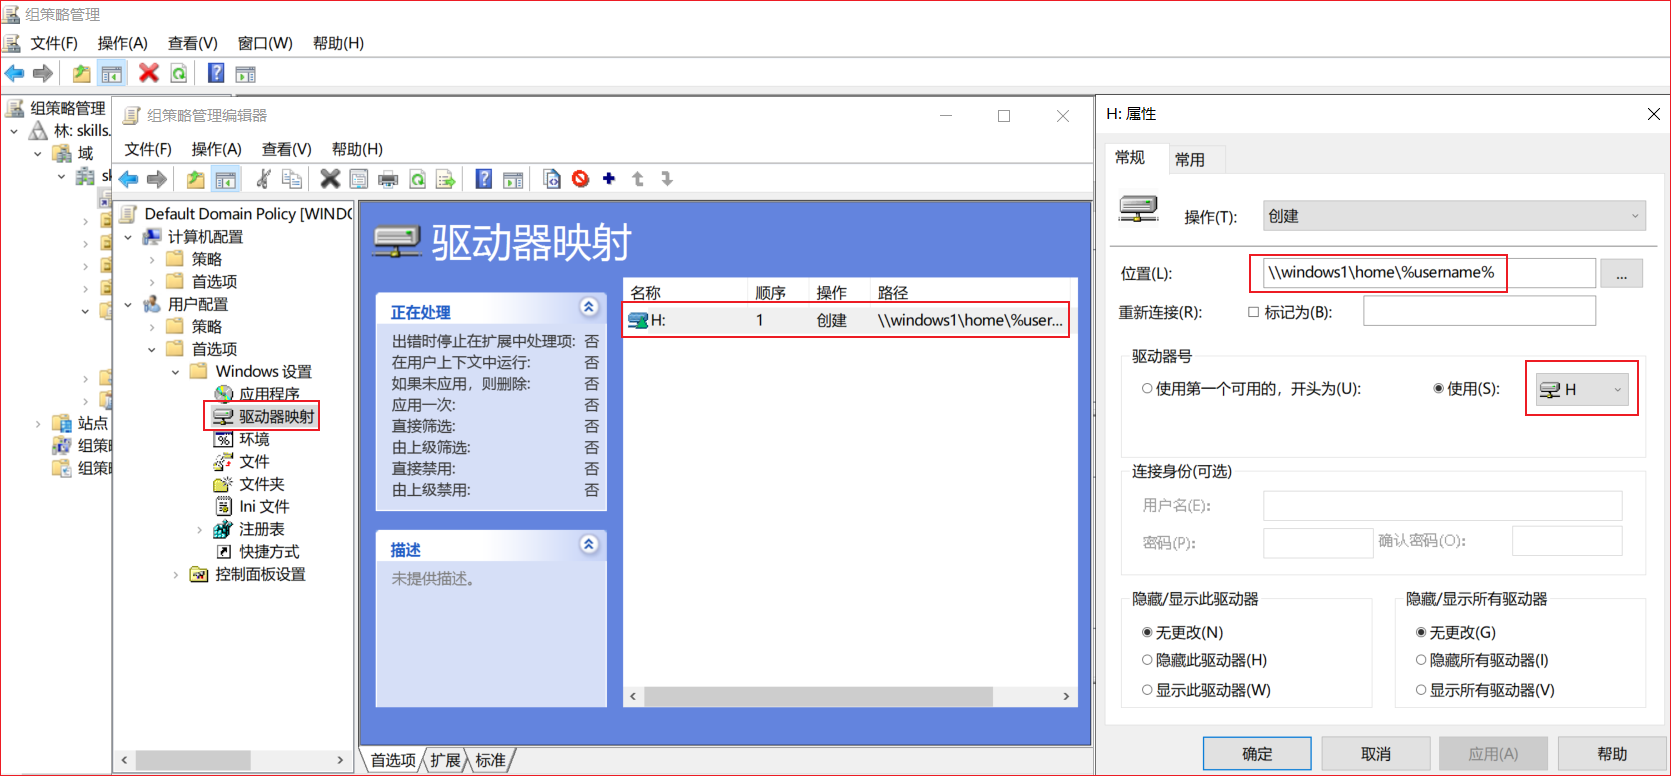 组策略管理
文件(F) 操作(A) 查看(V) 窗口(W) 帮助(H)
组策略管理
林: skills.
域
sk
站点
组策略
组策略
组策略管理编辑器
文件(F) 操作(A) 查看(V) 帮助(H)
Default Domain Policy [WIND
计算机配置
策略
首选项
用户配置
策略
首选项
Windows 设置
应用程序
驱动器映射
环境
文件
文件夹
Ini 文件
注册表
快捷方式
控制面板设置
驱动器映射
正在处理
出错时停止在扩展中处理项: 否
在用户上下文中运行: 否
如果未应用，则删除: 否
应用一次: 否
直接筛选: 否
由上级筛选: 否
直接禁用: 否
由上级禁用: 否
描述
未提供描述。
名称 顺序 操作 路径
H: 1 创建 \\windows1\home\%user...
首选项 扩展 标准
H: 属性
常规 常用
操作(T): 创建
位置(L): \\windows1\home\%username% ...
重新连接(R): 标记为(B):
驱动器号
使用第一个可用的，开头为(U): 使用(S): H
连接身份(可选)
用户名(E):
密码(P): 确认密码(O):
隐藏/显示此驱动器
无更改(N)
隐藏此驱动器(H)
显示此驱动器(W)
隐藏/显示所有驱动器
无更改(G)
隐藏所有驱动器(I)
显示所有驱动器(V)
确定 取消 应用(A) 帮助